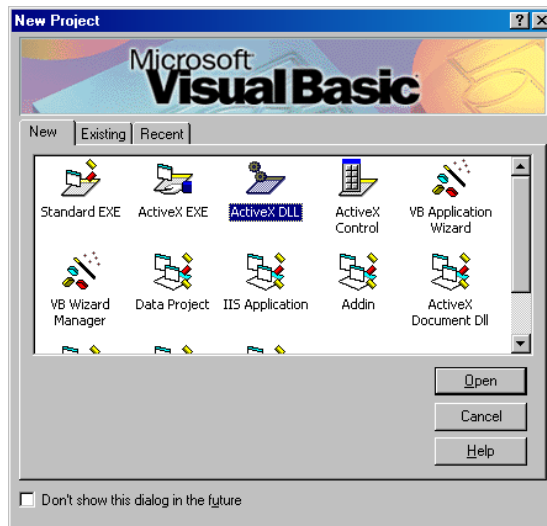 New Project
Microsoft
Visual Basic
New Existing Recent
Standard EXE ActiveX EXE ActiveX DLL ActiveX Control VB Application Wizard
VB Wizard Manager Data Project IIS Application Addin ActiveX Document Dll
Open
Cancel
Help
Don't show this dialog in the future